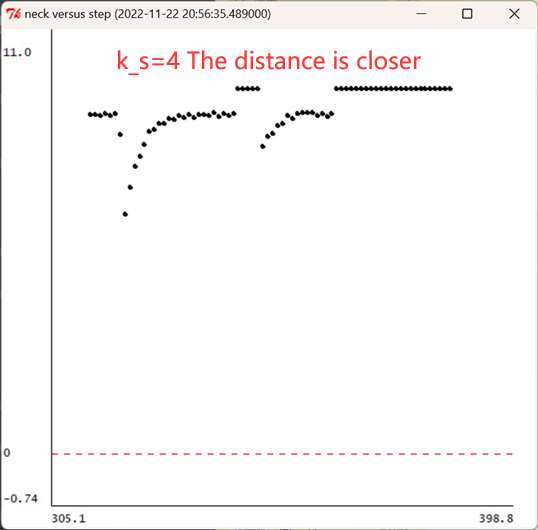 neck versus step (2022-11-22 20:56:35.489000)
11.0
k_s=4 The distance is closer
0
-0.74
305.1
398.8